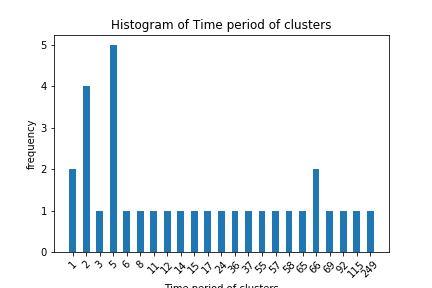 Histogram of Time period of clusters
frequency
5
4
3
2
1
0
1 2 3 5 6 8 11 12 14 15 17 24 36 37 55 57 58 65 66 69 92 115 249
Time period of clusters